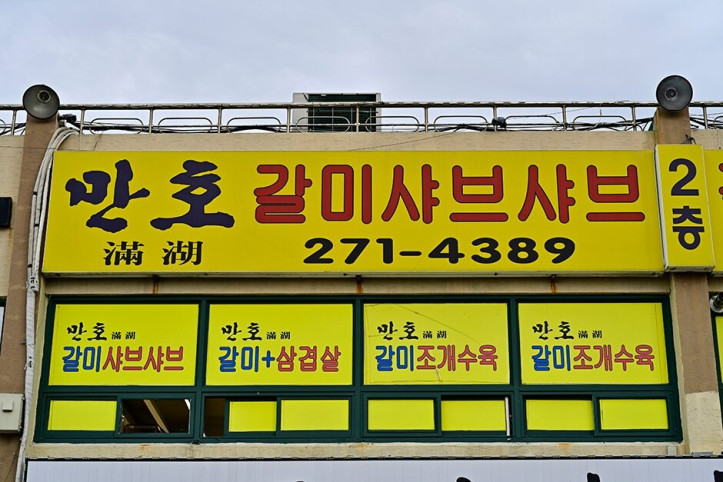 만호 갈미샤브샤브
滿湖 271-4389
2층
만호 滿湖
갈미샤브샤브
만호 滿湖
갈미+삼겹살
만호 滿湖
갈미조개수육
만호 滿湖
갈미조개수육